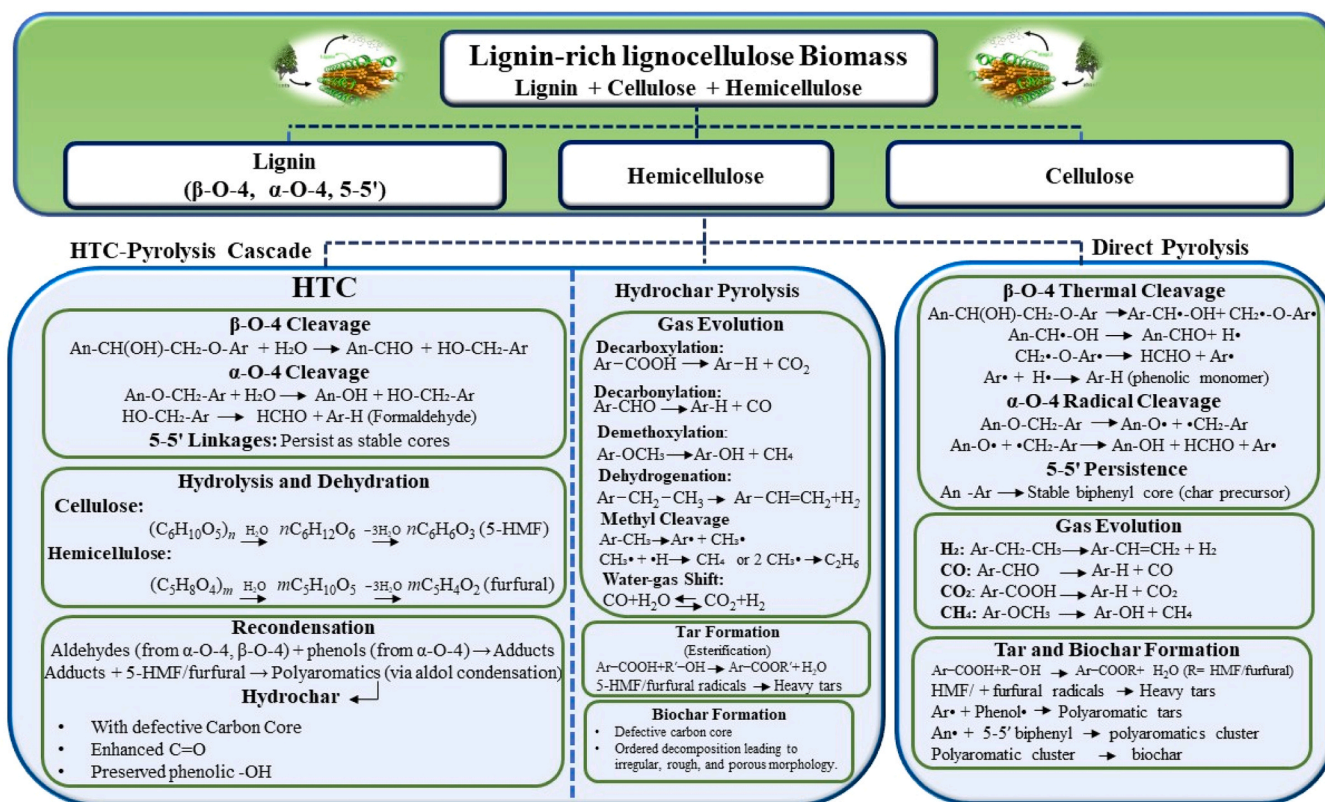 Lignin-rich lignocellulose Biomass
Lignin + Cellulose + Hemicellulose
Lignin
(β-O-4, α-O-4, 5-5')
Hemicellulose
Cellulose
HTC-Pyrolysis Cascade
Direct Pyrolysis
HTC
β-O-4 Cleavage
An-CH(OH)-CH₂-O-Ar + H₂O → An-CHO + HO-CH₂-Ar
α-O-4 Cleavage
An-O-CH₂-Ar + H₂O → An-OH + HO-CH₂-Ar
HO-CH₂-Ar → HCHO + Ar-H (Formaldehyde)
5-5' Linkages: Persist as stable cores
Hydrolysis and Dehydration
Cellulose:
(C₆H₁₀O₅)n H₂O → nC₆H₁₂O₆ −3H₂O → nC₆H₆O₃ (5-HMF)
Hemicellulose:
(C₅H₈O₄)m H₂O → mC₅H₁₀O₅ −3H₂O → mC₅H₄O₂ (furfural)
Recondensation
Aldehydes (from α-O-4, β-O-4) + phenols (from α-O-4) → Adducts
Adducts + 5-HMF/furfural → Polyaromatics (via aldol condensation)
Hydrochar
• With defective Carbon Core
• Enhanced C=O
• Preserved phenolic -OH
Hydrochar Pyrolysis
Gas Evolution
Decarboxylation:
Ar−COOH → Ar−H + CO₂
Decarbonylation:
Ar-CHO → Ar-H + CO
Demethoxylation:
Ar-OCH₃ → Ar-OH + CH₄
Dehydrogenation:
Ar−CH₂−CH₃ → Ar−CH=CH₂+H₂
Methyl Cleavage
Ar-CH₃ → Ar• + CH₃•
CH₃• + •H → CH₄ or 2 CH₃• → C₂H₆
Water-gas Shift:
CO+H₂O ⇌ CO₂+H₂
Tar Formation
(Esterification)
Ar−COOH+R′−OH → Ar−COOR′+H₂O
5-HMF/furfural radicals → Heavy tars
Biochar Formation
• Defective carbon core
• Ordered decomposition leading to
irregular, rough, and porous morphology.
β-O-4 Thermal Cleavage
An-CH(OH)-CH₂-O-Ar → Ar-CH•-OH+ CH₂•-O-Ar•
An-CH•-OH → An-CHO+ H•
CH₂•-O-Ar• → HCHO + Ar•
Ar• + H• → Ar-H (phenolic monomer)
α-O-4 Radical Cleavage
An-O-CH₂-Ar → An-O• + •CH₂-Ar
An-O• + •CH₂-Ar → An-OH + HCHO + Ar•
5-5' Persistence
An -Ar → Stable biphenyl core (char precursor)
Gas Evolution
H₂: Ar-CH₂-CH₃ → Ar-CH=CH₂ + H₂
CO: Ar-CHO → Ar-H + CO
CO₂: Ar-COOH → Ar-H + CO₂
CH₄: Ar-OCH₃ → Ar-OH + CH₄
Tar and Biochar Formation
Ar−COOH+R−OH → Ar−COOR+ H₂O (R= HMF/furfural)
HMF/ + furfural radicals → Heavy tars
Ar• + Phenol• → Polyaromatic tars
An• + 5-5′ biphenyl → polyaromatics cluster
Polyaromatic cluster → biochar